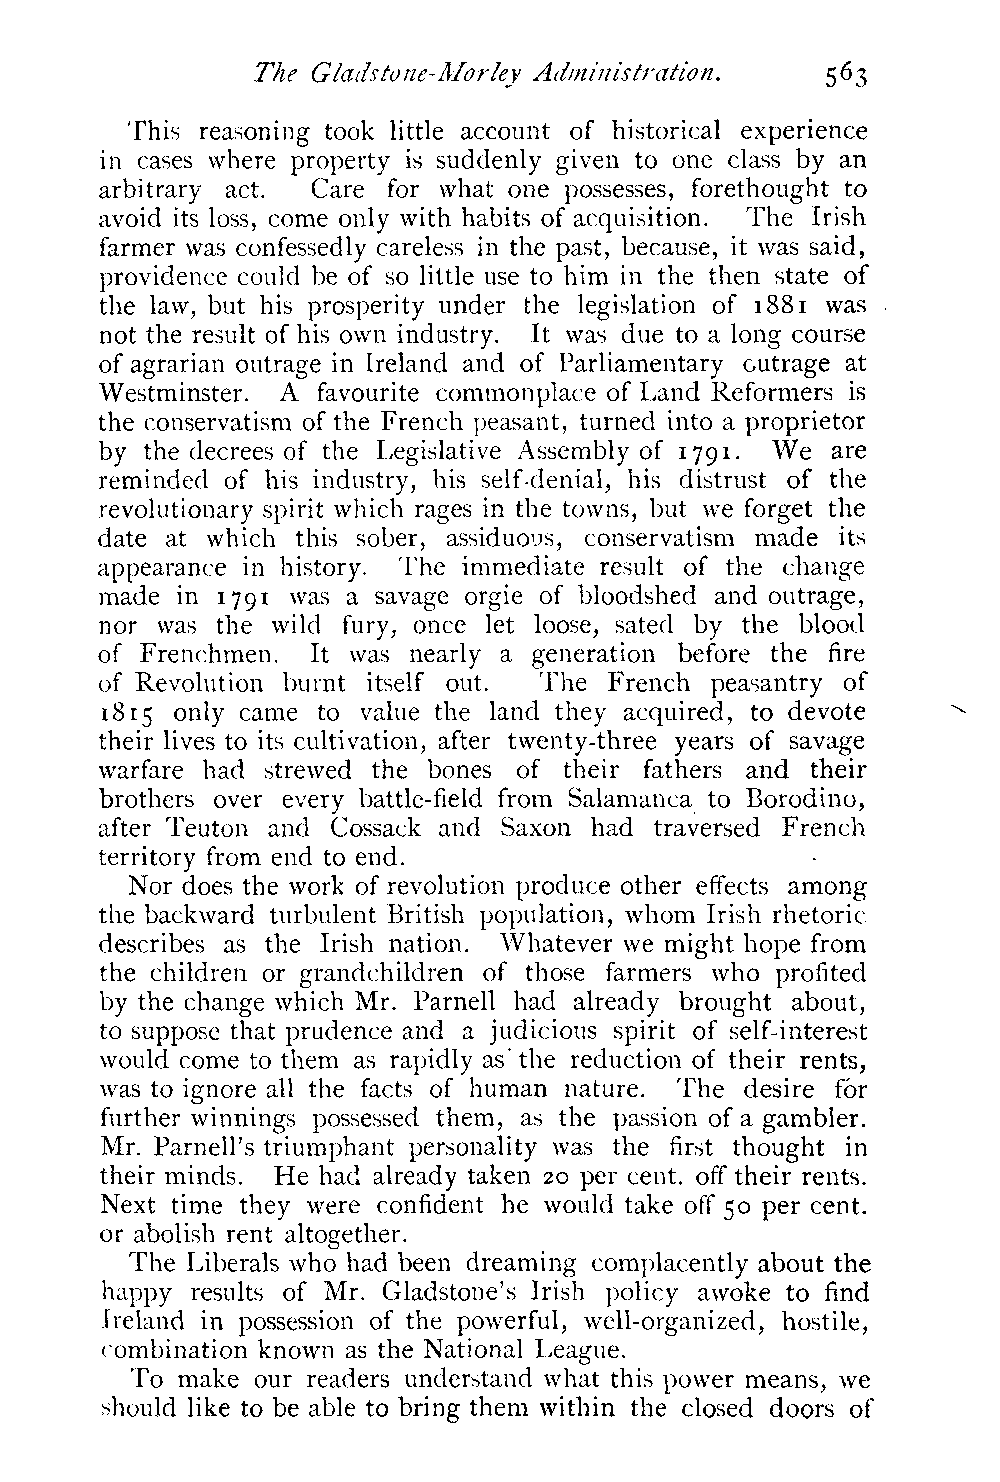 The Gladstone-Morley Administration. 563
This reasoning took little account of historical experience
in cases where property is suddenly given to one class by an
arbitrary act. Care for what one possesses, forethought to
avoid its loss, come only with habits of acquisition. The Irish
farmer was confessedly careless in the past, because, it was said,
providence could be of so little use to him in the then state of
the law, but his prosperity under the legislation of 1881 was
not the result of his own industry. It was due to a long course
of agrarian outrage in Ireland and of Parliamentary outrage at
Westminster. A favourite commonplace of Land Reformers is
the conservatism of the French peasant, turned into a proprietor
by the decrees of the Legislative Assembly of 1791. We are
reminded of his industry, his self-denial, his distrust of the
revolutionary spirit which rages in the towns, but we forget the
date at which this sober, assiduous, conservatism made its
appearance in history. The immediate result of the change
made in 1791 was a savage orgie of bloodshed and outrage,
nor was the wild fury, once let loose, sated by the blood
of Frenchmen. It was nearly a generation before the fire
of Revolution burnt itself out. The French peasantry of
1815 only came to value the land they acquired, to devote
their lives to its cultivation, after twenty-three years of savage
warfare had strewed the bones of their fathers and their
brothers over every battle-field from Salamanca to Borodino,
after Teuton and Cossack and Saxon had traversed French
territory from end to end.
Nor does the work of revolution produce other effects among
the backward turbulent British population, whom Irish rhetoric
describes as the Irish nation. Whatever we might hope from
the children or grandchildren of those farmers who profited
by the change which Mr. Parnell had already brought about,
to suppose that prudence and a judicious spirit of self-interest
would come to them as rapidly as the reduction of their rents,
was to ignore all the facts of human nature. The desire for
further winnings possessed them, as the passion of a gambler.
Mr. Parnell's triumphant personality was the first thought in
their minds. He had already taken 20 per cent. off their rents.
Next time they were confident he would take off 50 per cent.
or abolish rent altogether.
The Liberals who had been dreaming complacently about the
happy results of Mr. Gladstone's Irish policy awoke to find
Ireland in possession of the powerful, well-organized, hostile,
combination known as the National League.
To make our readers understand what this power means, we
should like to be able to bring them within the closed doors of